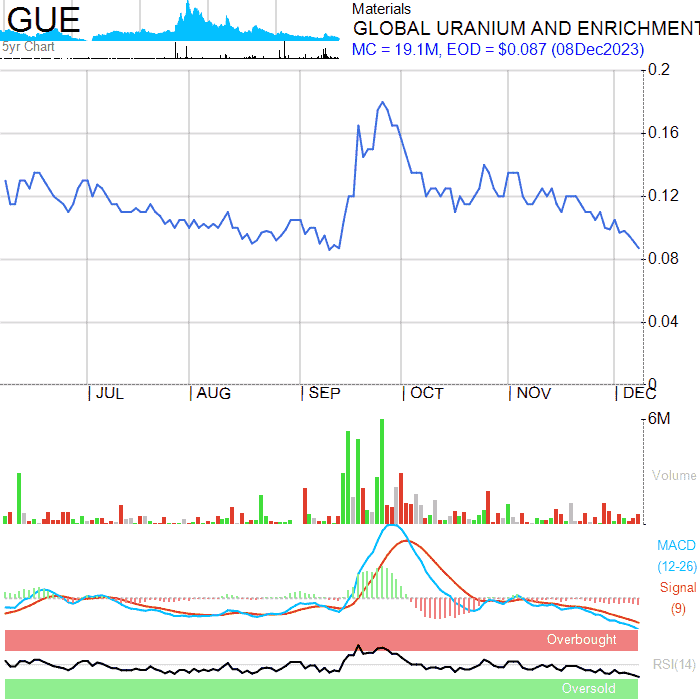 GUE
5yr Chart
Materials
GLOBAL URANIUM AND ENRICHMENT
MC = 19.1M, EOD = $0.087 (08Dec2023)
0.2
0.16
0.12
0.08
0.04
0
JUL
AUG
SEP
OCT
NOV
DEC
6M
Volume
MACD
(12-26)
Signal
(9)
Overbought
RSI(14)
Oversold